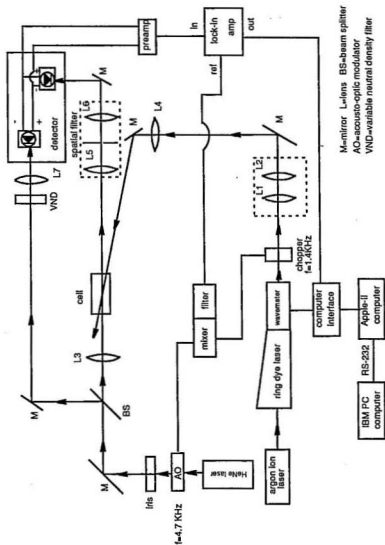 In
lock-in
amp
out
ref
preamp
detector
+
+
-
-
M
L6
spatial filter
L5
M
L4
M
L7
VND
L2
L1
cell
chopper
f=1.4KHz
filter
mixer
wavemeter
computer
interface
Apple-II
computer
L3
ring dye laser
RS-232
M
BS
IBM PC
computer
M
Iris
AO
f=4.7 KHz
HeNe laser
argon ion
laser
M=mirror L=lens BS=beam splitter
AO=acousto-optic modulator
VND=variable neutral density filter